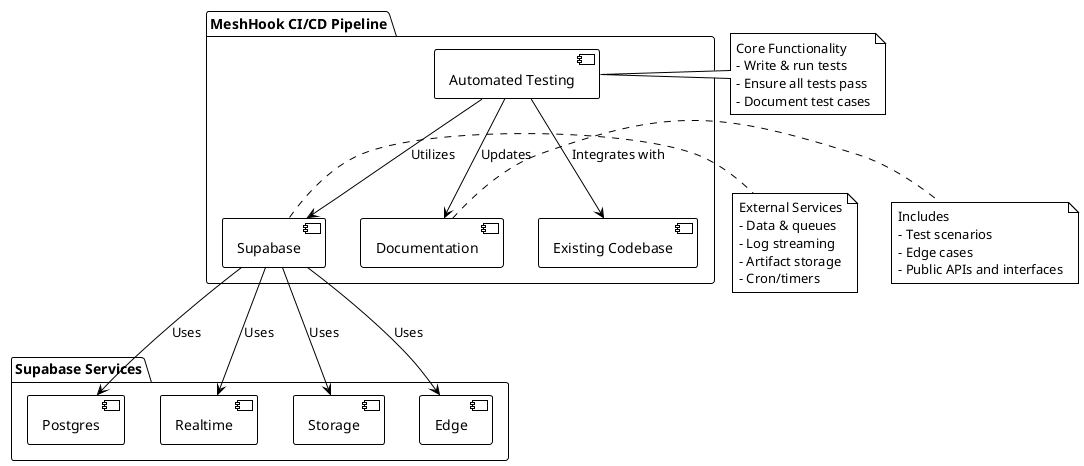 MeshHook CI/CD Pipeline
Automated Testing
Core Functionality
- Write & run tests
- Ensure all tests pass
- Document test cases
Utilizes
Updates
Integrates with
Supabase
Documentation
Existing Codebase
External Services
- Data & queues
- Log streaming
- Artifact storage
- Cron/timers
Includes
- Test scenarios
- Edge cases
- Public APIs and interfaces
Uses
Uses
Uses
Uses
Supabase Services
Postgres
Realtime
Storage
Edge